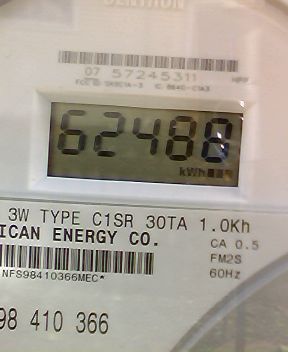 CENTRON
07 57245311
62488
kWh
3W TYPE C1SR 30TA 1.0Kh
ICAN ENERGY CO.
CA 0.5
FM2S
60Hz
NFS98410366MEC*
98 410 366